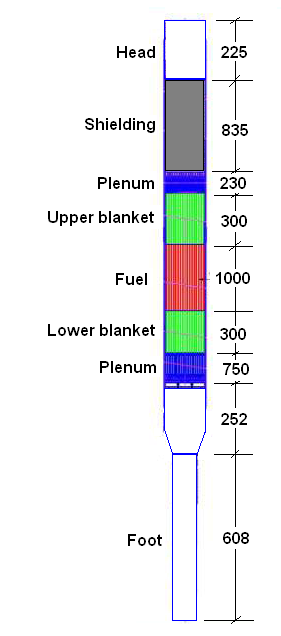 Head 225
Shielding 835
Plenum 230
Upper blanket 300
Fuel 1000
Lower blanket 300
Plenum 750
252
Foot 608